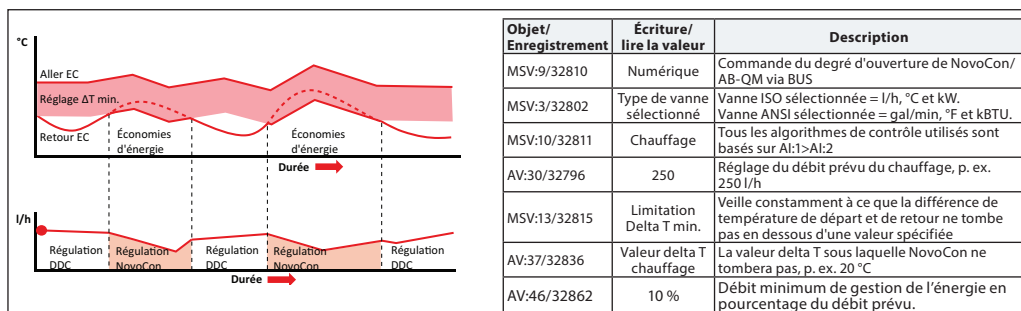 °C
Aller EC
Réglage ΔT min.
Retour EC
Économies
d'énergie
Économies
d'énergie
Durée
l/h
Régulation
DDC
Régulation
NovoCon
Régulation
DDC
Régulation
NovoCon
Régulation
DDC
Durée
Objet/
Enregistrement
Écriture/
lire la valeur
Description
MSV:9/32810
Numérique
Commande du degré d'ouverture de NovoCon/
AB-QM via BUS
MSV:3/32802
Type de vanne
sélectionné
Vanne ISO sélectionnée = l/h, °C et kW.
Vanne ANSI sélectionnée = gal/min, °F et kBTU.
MSV:10/32811
Chauffage
Tous les algorithmes de contrôle utilisés sont
basés sur AI:1>AI:2
AV:30/32796
250
Réglage du débit prévu du chauffage, p. ex.
250 l/h
MSV:13/32815
Limitation
Delta T min.
Veille constamment à ce que la différence de
température de départ et de retour ne tombe
pas en dessous d'une valeur spécifiée
AV:37/32836
Valeur delta T
chauffage
La valeur delta T sous laquelle NovoCon ne
tombera pas, p. ex. 20 °C
AV:46/32862
10 %
Débit minimum de gestion de l'énergie en
pourcentage du débit prévu.